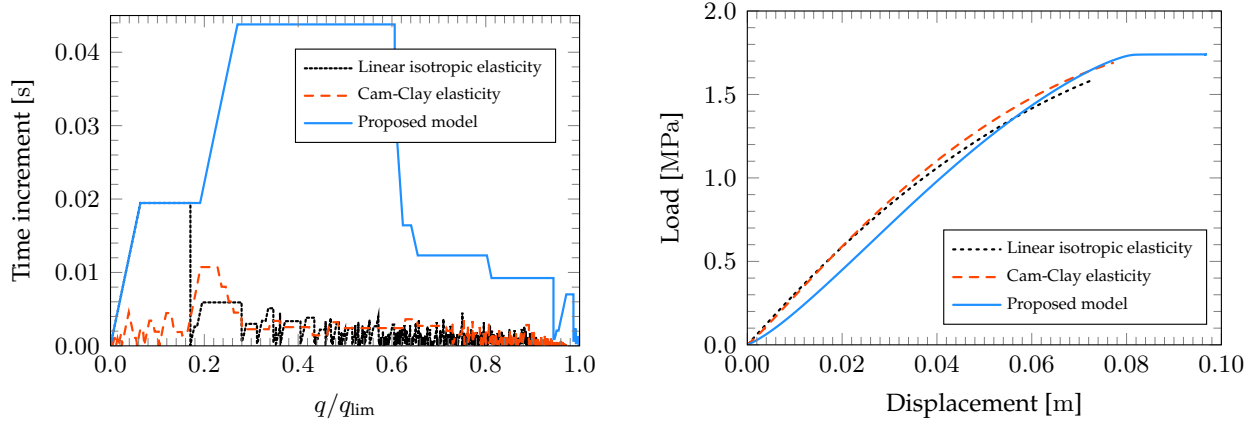 0.04
0.03
0.02
0.01
0.00
Time increment [s]
Linear isotropic elasticity
Cam-Clay elasticity
Proposed model
0.0 0.2 0.4 0.6 0.8 1.0
q/qlim
2.0
1.5
1.0
0.5
0.0
Load [MPa]
Linear isotropic elasticity
Cam-Clay elasticity
Proposed model
0.00 0.02 0.04 0.06 0.08 0.10
Displacement [m]